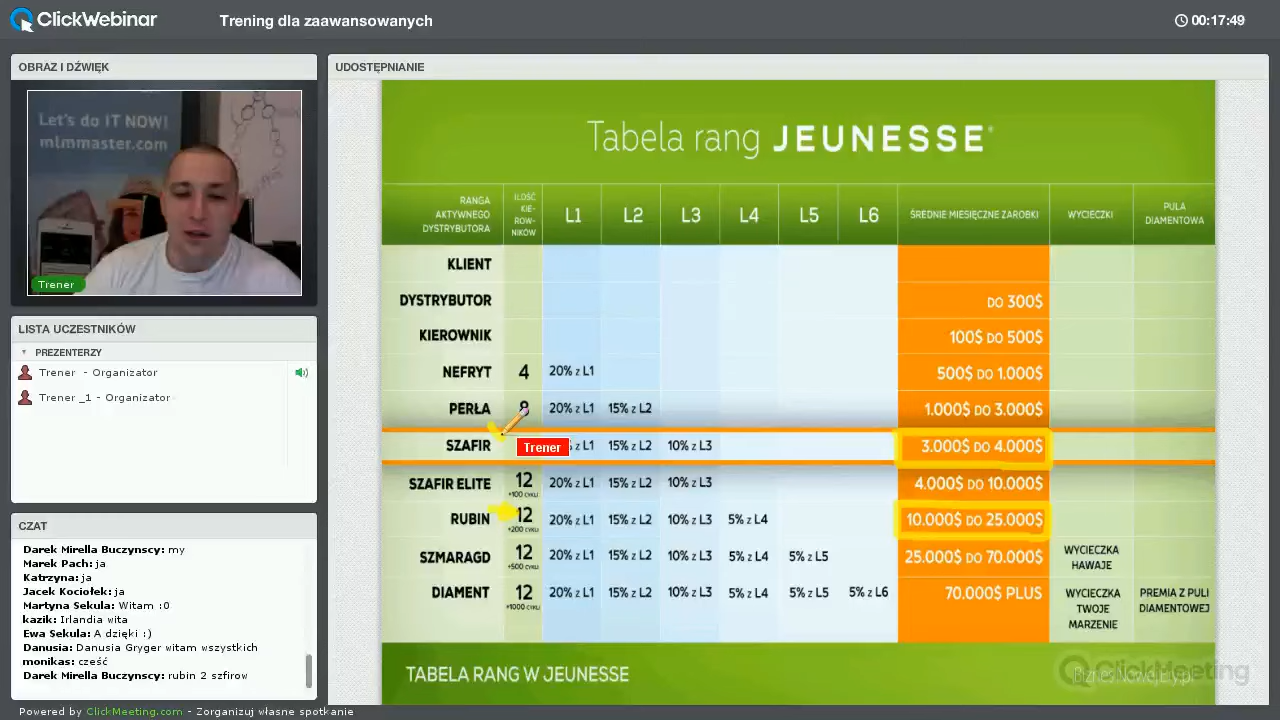 ClickWebinar
Trening dla zaawansowanych
00:17:49
OBRAZ I DŹWIĘK
Let's do IT NOW!
mlmmaster.com
Trener
LISTA UCZESTNIKÓW
PREZENTERZY
Trener - Organizator
Trener _1 - Organizator
CZAT
Darek Mirella Buczynscy: my
Marek Pach: ja
Katrzyna: ja
Jacek Kociołek: ja
Martyna Sekula: Witam :0
kazik: Irlandia wita
Ewa Sekula: A dzięki :)
Danusia: Danusia Gryger witam wszystkich
monikas: cześć
Darek Mirella Buczynscy: rubin 2 szfirow
UDOSTĘPNIANIE
Tabela rang JEUNESSE®
RANGA AKTYWNEGO DYSTRYBUTORA
ILOŚĆ KIE-ROW-NIKÓW
L1 L2 L3 L4 L5 L6 ŚREDNIE MIESIĘCZNE ZAROBKI WYCIECZKI PULA DIAMENTOWA
KLIENT
DYSTRYBUTOR DO 300$
KIEROWNIK 100$ DO 500$
NEFRYT 4 20% z L1 500$ DO 1.000$
PERŁA 8 20% z L1 15% z L2 1.000$ DO 3.000$
SZAFIR Trener z L1 15% z L2 10% z L3 3.000$ DO 4.000$
SZAFIR ELITE 12 +100 CYKLI 20% z L1 15% z L2 10% z L3 4.000$ DO 10.000$
RUBIN 12 +200 CYKLI 20% z L1 15% z L2 10% z L3 5% z L4 10.000$ DO 25.000$
SZMARAGD 12 +500 CYKLI 20% z L1 15% z L2 10% z L3 5% z L4 5% z L5 25.000$ DO 70.000$ WYCIECZKA HAWAJE
DIAMENT 12 +1000 CYKLI 20% z L1 15% z L2 10% z L3 5% z L4 5% z L5 5% z L6 70.000$ PLUS WYCIECZKA TWOJE MARZENIE PREMIA Z PULI DIAMENTOWEJ
TABELA RANG W JEUNESSE
ClickMeeting
Powered by ClickMeeting.com - Zorganizuj własne spotkanie